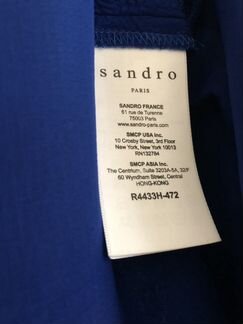 sandro
PARIS
SANDRO FRANCE
61 rue de Turenne
75003 Paris
www.sandro-paris.com
SMCP USA Inc.
10 Crosby Street, 3rd Floor
New York, New York 10013
RN132784
SMCP ASIA Inc.
The Centrium, Suite 3203A-5A, 32/F
60 Wyndham Street, Central
HONG-KONG
R4433H-472